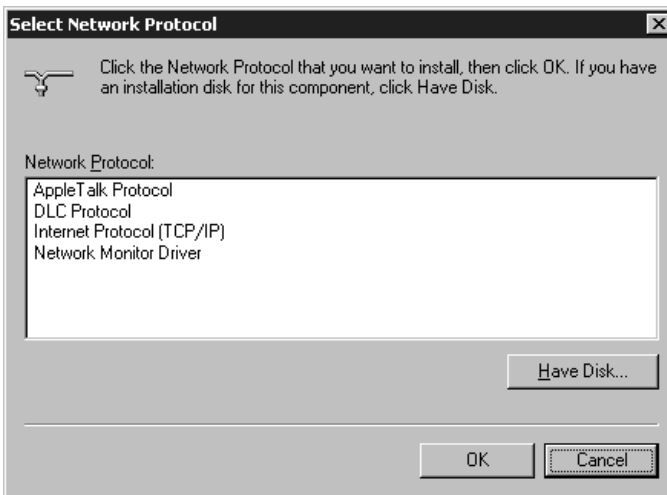 Select Network Protocol
Click the Network Protocol that you want to install, then click OK. If you have
an installation disk for this component, click Have Disk.
Network Protocol:
AppleTalk Protocol
DLC Protocol
Internet Protocol (TCP/IP)
Network Monitor Driver
Have Disk...
OK Cancel